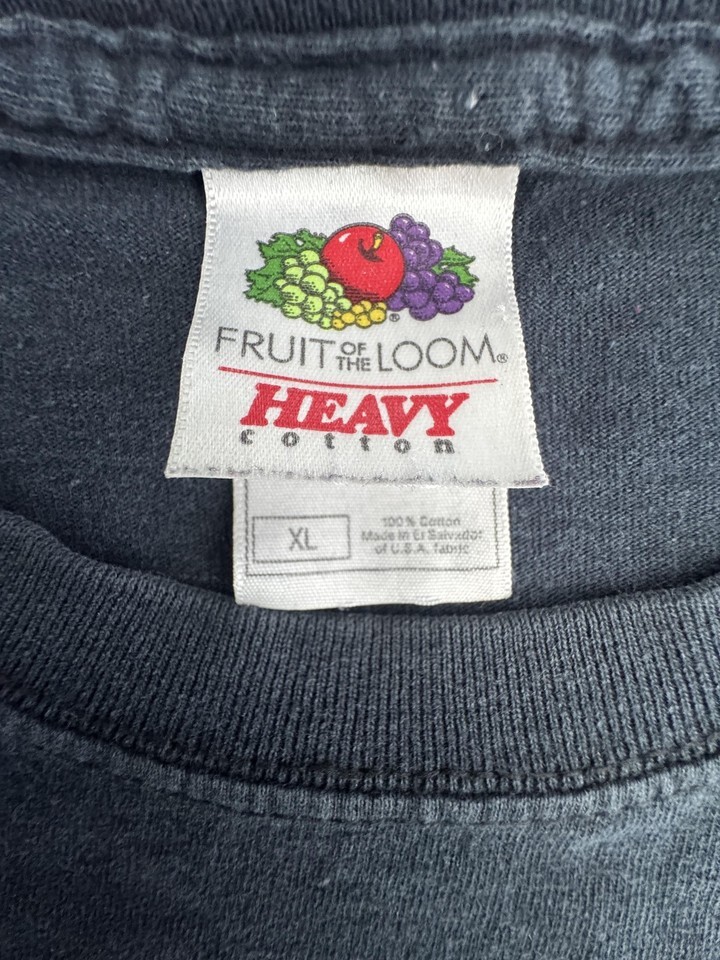 ®
FRUIT OF THE LOOM®
HEAVY
cotton
XL
100% Cotton
Made in El Salvador
of U.S.A. fabric